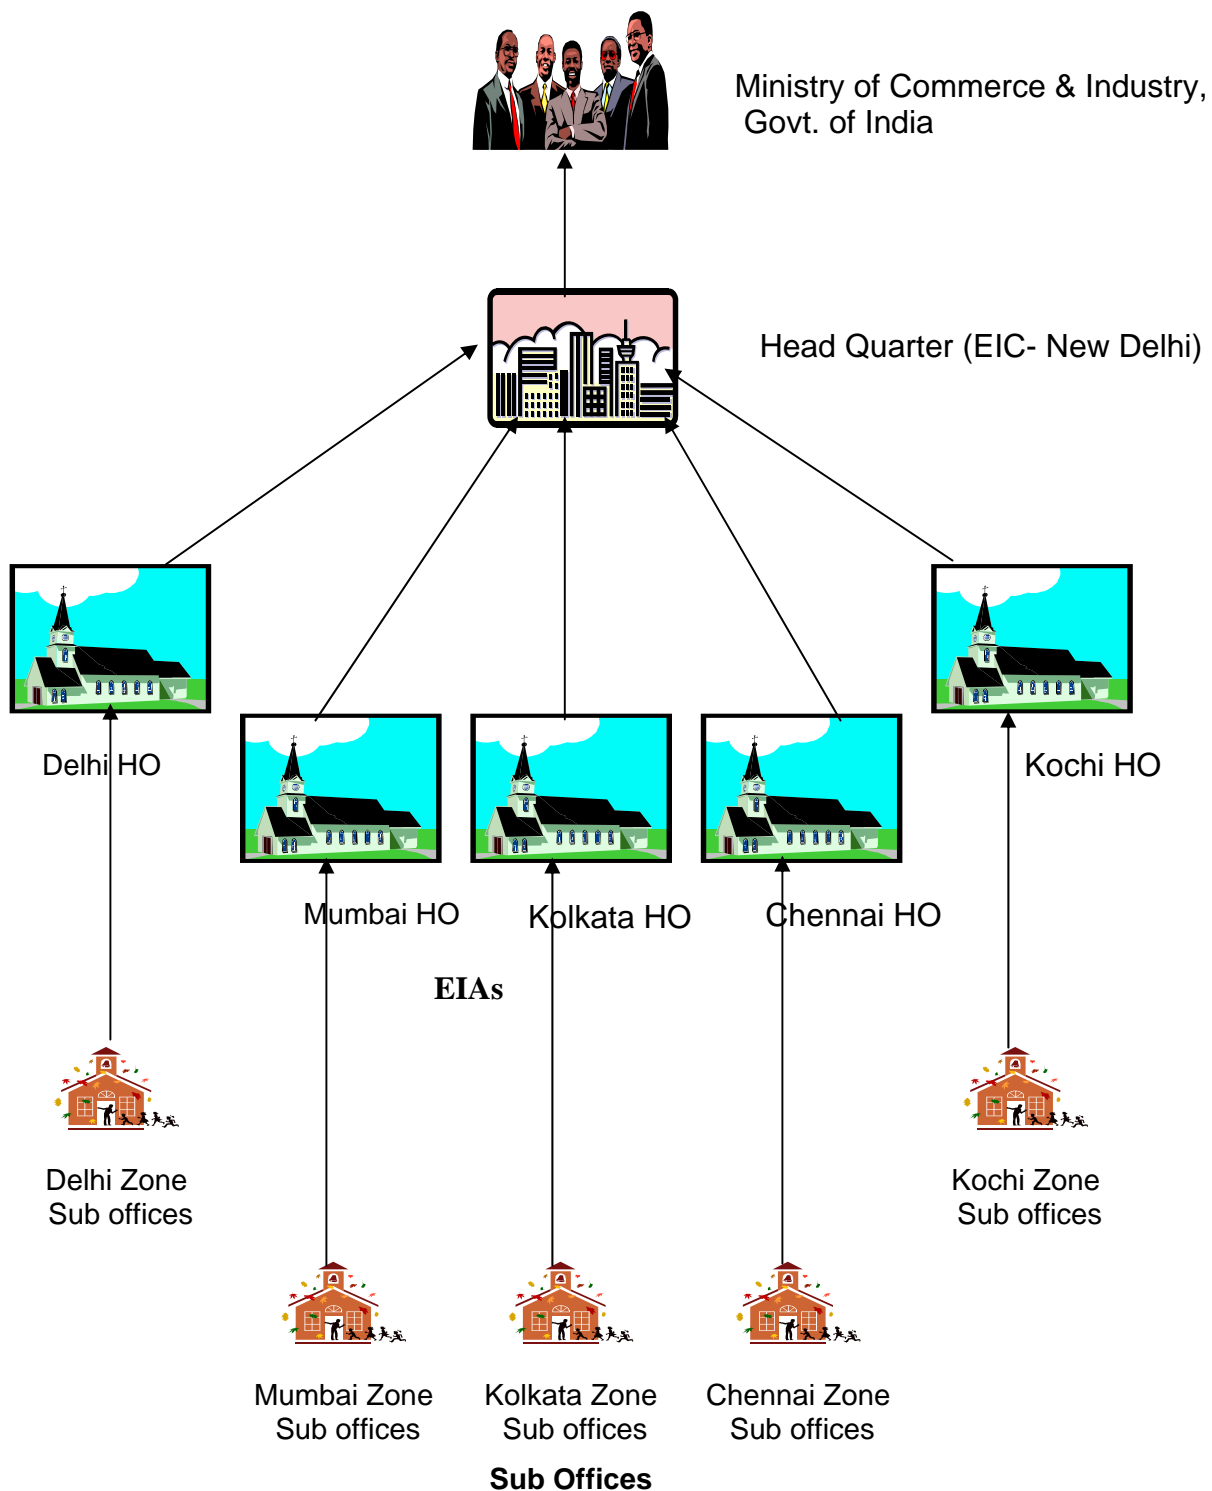 Ministry of Commerce & Industry,
Govt. of India
Head Quarter (EIC- New Delhi)
Delhi HO
Kochi HO
Mumbai HO
Kolkata HO
Chennai HO
EIAs
Delhi Zone
Sub offices
Kochi Zone
Sub offices
Mumbai Zone
Sub offices
Kolkata Zone
Sub offices
Chennai Zone
Sub offices
Sub Offices